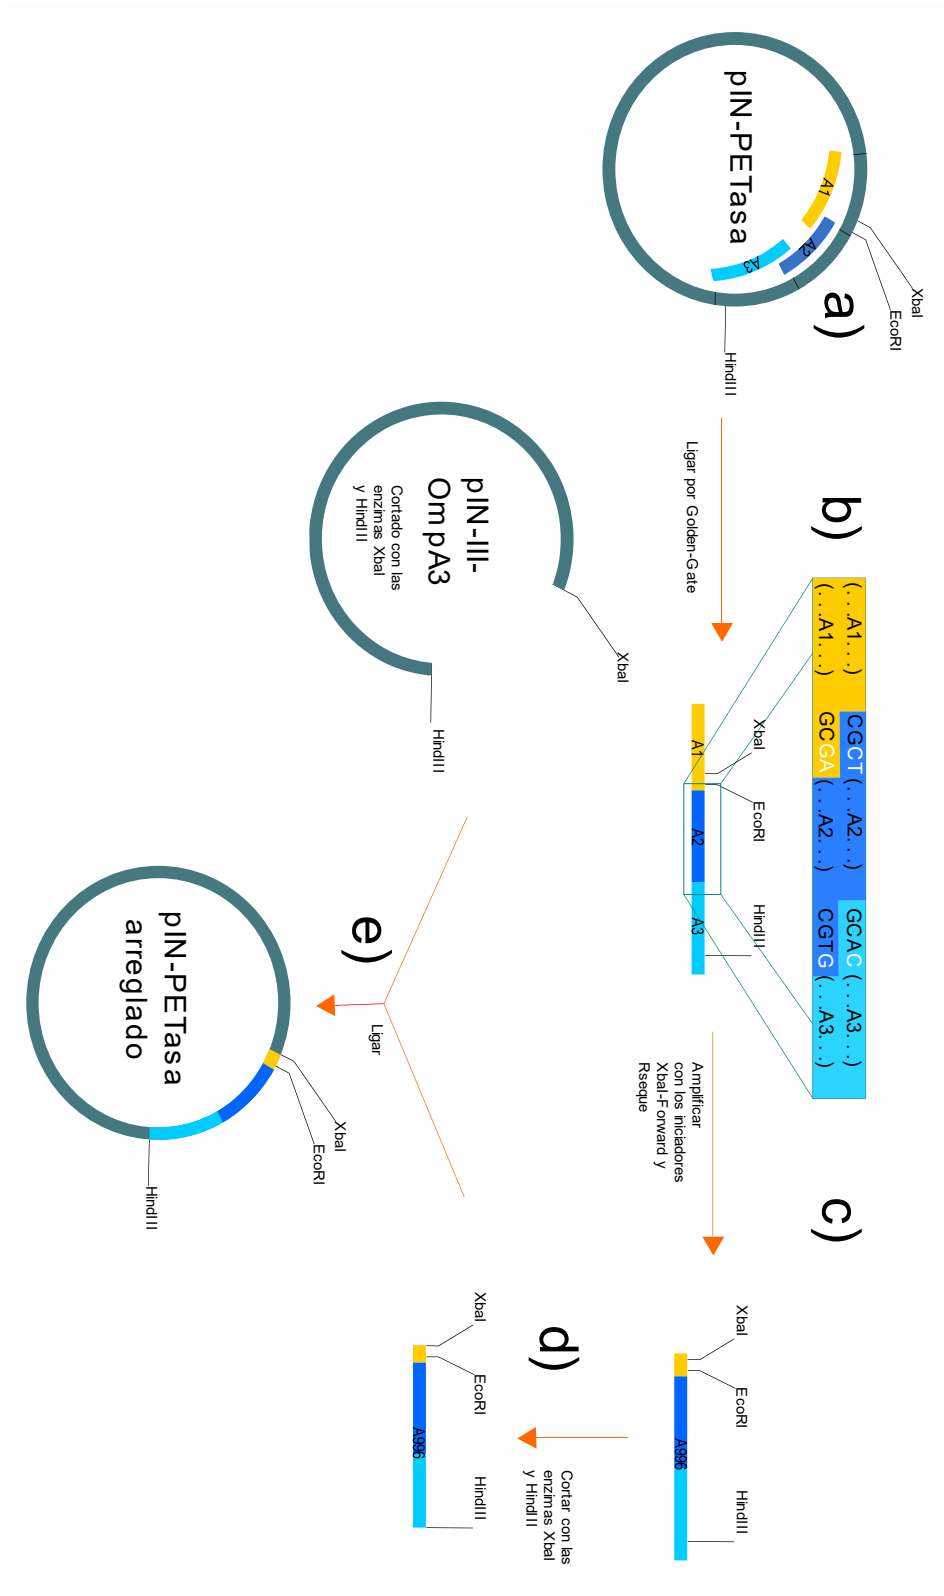 a)
pIN-PETasa
A1
A2
A3
XbaI
EcoRI
HindIII
Ligar por Golden-Gate
b)
(...A1...) CGCT (...A2...) GCAC (...A3...)
(...A1...) GCGA (...A2...) CGTG (...A3...)
XbaI
EcoRI
HindIII
A1
A2
A3
c)
Amplificar
con los iniciadores
XbaI-Forward y
Rseque
XbaI
EcoRI
HindIII
A996
d)
Cortar con las
enzimas XbaI
y HindIII
XbaI
EcoRI
HindIII
A996
pIN-III-
OmpA3
Cortado con las
enzimas XbaI
y HindIII
XbaI
HindIII
e)
Ligar
pIN-PETasa
arreglado
XbaI
EcoRI
HindIII